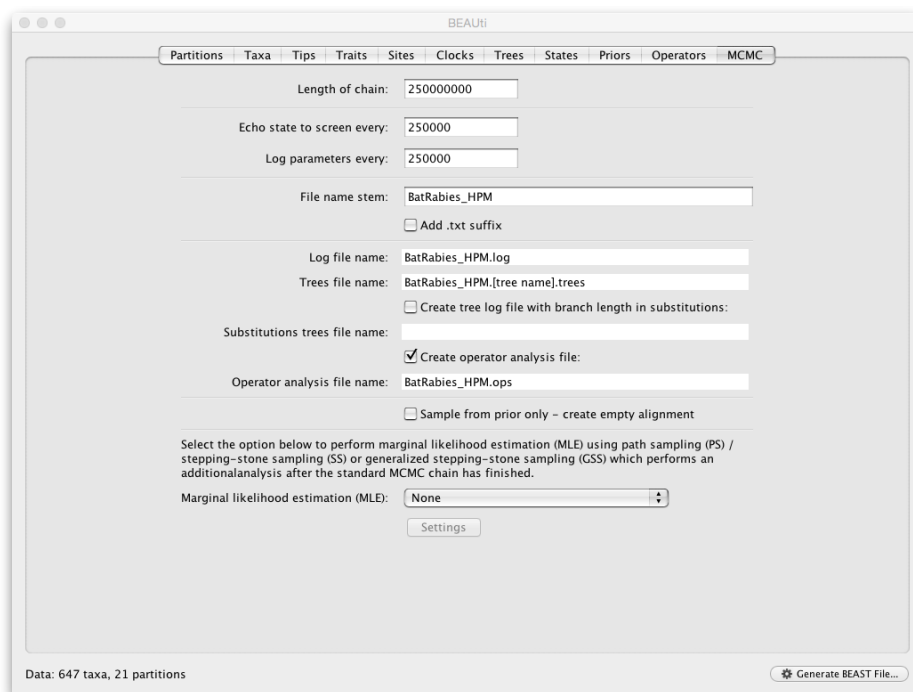 BEAUti
Partitions Taxa Tips Traits Sites Clocks Trees States Priors Operators MCMC
Length of chain: 250000000
Echo state to screen every: 250000
Log parameters every: 250000
File name stem: BatRabies_HPM
Add .txt suffix
Log file name: BatRabies_HPM.log
Trees file name: BatRabies_HPM.[tree name].trees
Create tree log file with branch length in substitutions:
Substitutions trees file name:
Create operator analysis file:
Operator analysis file name: BatRabies_HPM.ops
Sample from prior only – create empty alignment
Select the option below to perform marginal likelihood estimation (MLE) using path sampling (PS) /
stepping-stone sampling (SS) or generalized stepping-stone sampling (GSS) which performs an
additionalanalysis after the standard MCMC chain has finished.
Marginal likelihood estimation (MLE): None
Settings
Data: 647 taxa, 21 partitions
Generate BEAST File...